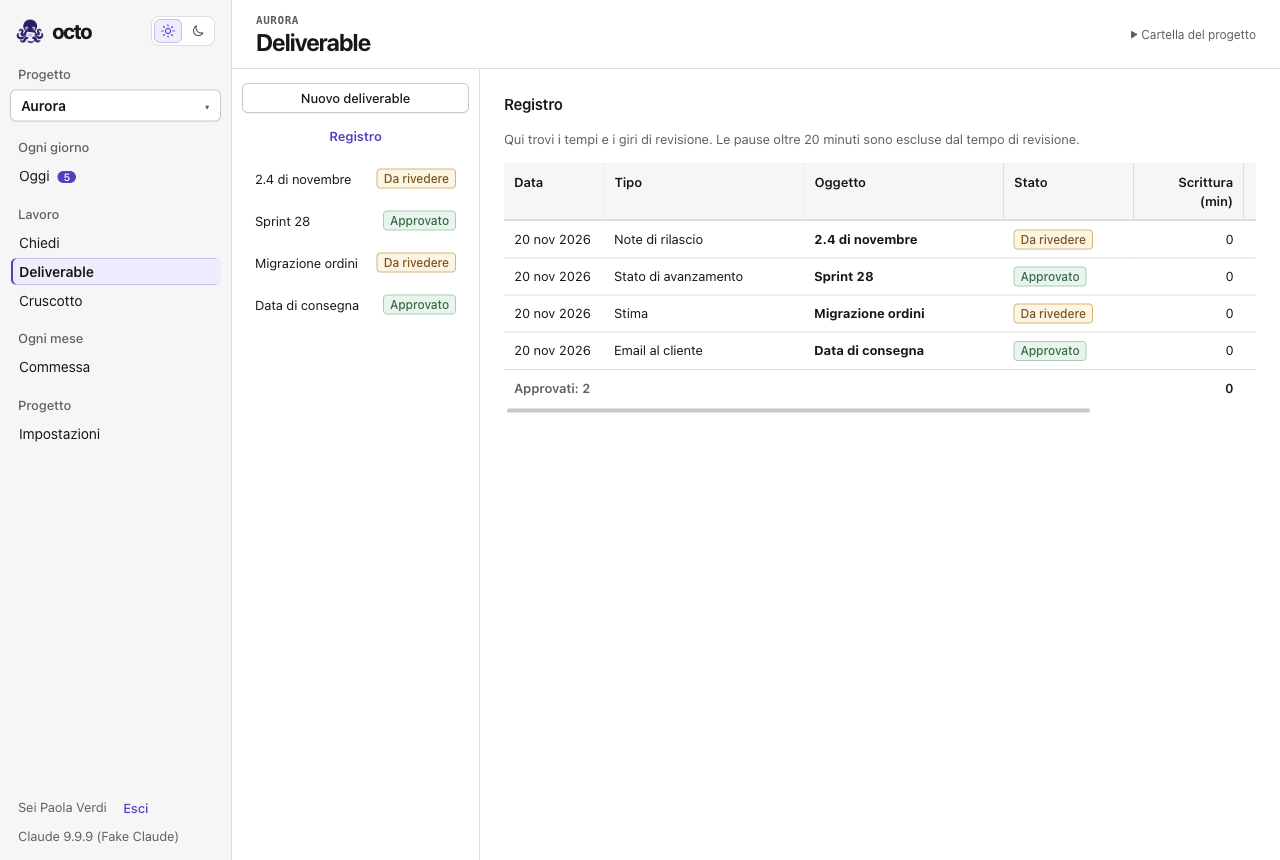 octo
Progetto
Aurora
Ogni giorno
Oggi 5
Lavoro
Chiedi
Deliverable
Cruscotto
Ogni mese
Commessa
Progetto
Impostazioni
Sei Paola Verdi Esci
Claude 9.9.9 (Fake Claude)
AURORA
Deliverable
Cartella del progetto
Nuovo deliverable
Registro
2.4 di novembre Da rivedere
Sprint 28 Approvato
Migrazione ordini Da rivedere
Data di consegna Approvato
Registro
Qui trovi i tempi e i giri di revisione. Le pause oltre 20 minuti sono escluse dal tempo di revisione.
Data Tipo Oggetto Stato Scrittura (min)
20 nov 2026 Note di rilascio 2.4 di novembre Da rivedere 0
20 nov 2026 Stato di avanzamento Sprint 28 Approvato 0
20 nov 2026 Stima Migrazione ordini Da rivedere 0
20 nov 2026 Email al cliente Data di consegna Approvato 0
Approvati: 2 0